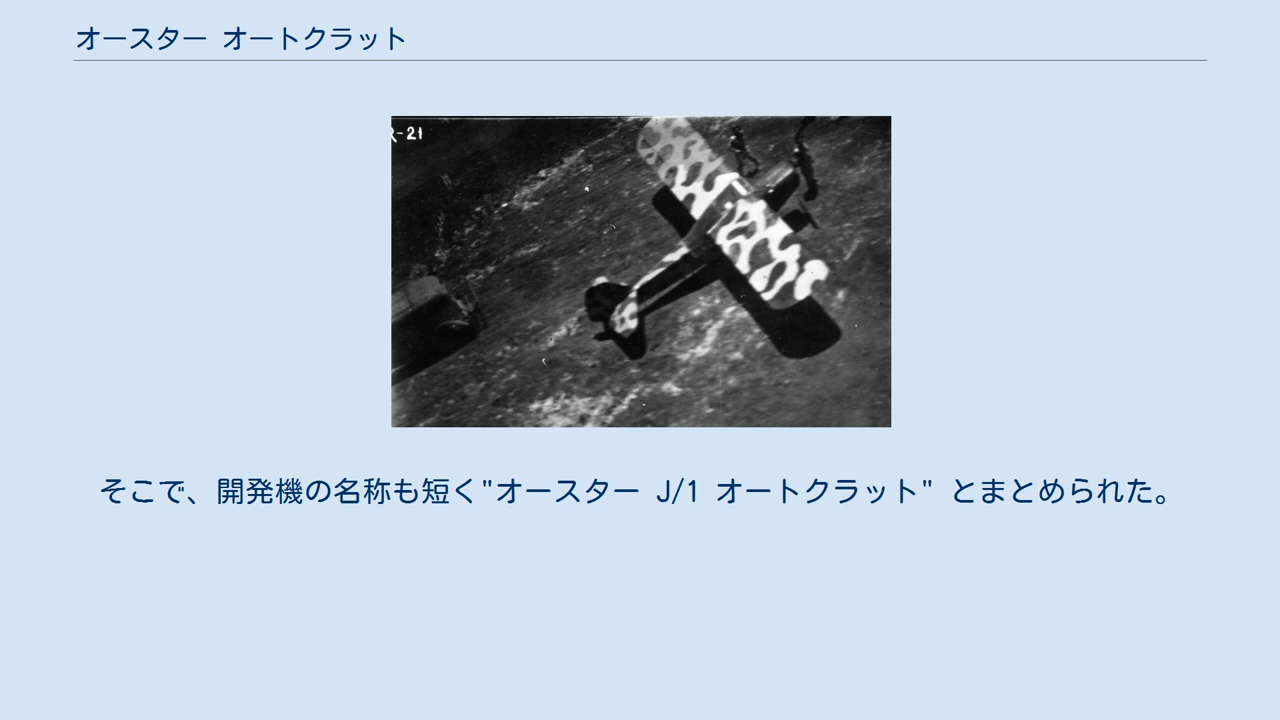 オースター オートクラット
-21
そこで、開発機の名称も短く"オースター J/1 オートクラット" とまとめられた。